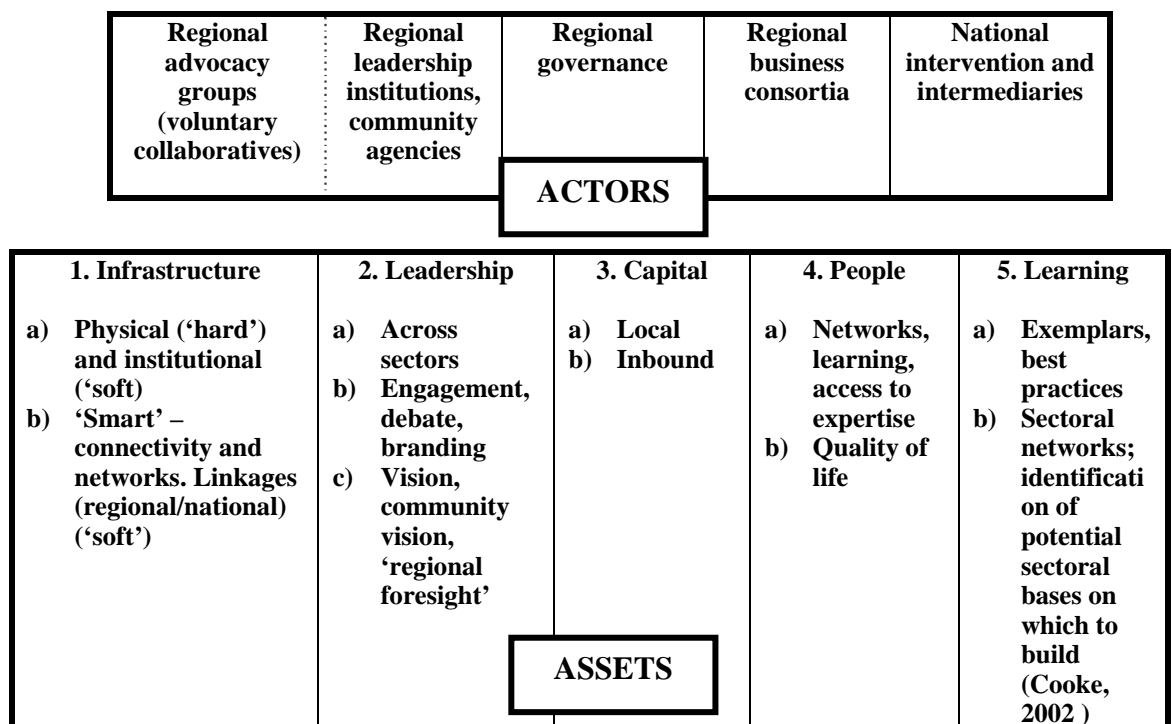 Regional
advocacy
groups
(voluntary
collaboratives)
Regional
leadership
institutions,
community
agencies
Regional
governance
Regional
business
consortia
National
intervention and
intermediaries
ACTORS
1. Infrastructure
a) Physical (‘hard’)
and institutional
(‘soft)
b) ‘Smart’ –
connectivity and
networks. Linkages
(regional/national)
(‘soft’)
2. Leadership
a) Across
sectors
b) Engagement,
debate,
branding
c) Vision,
community
vision,
‘regional
foresight’
3. Capital
a) Local
b) Inbound
4. People
a) Networks,
learning,
access to
expertise
b) Quality of
life
5. Learning
a) Exemplars,
best
practices
b) Sectoral
networks;
identificati
on of
potential
sectoral
bases on
which to
build
(Cooke,
2002 )
ASSETS